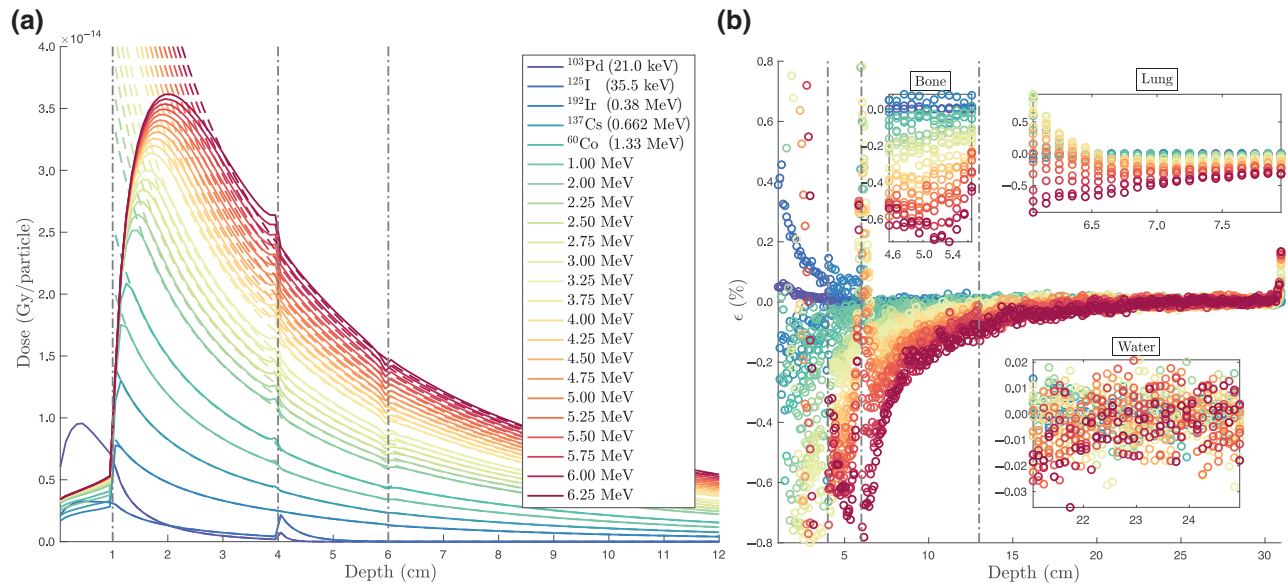 (a)
×10⁻¹⁴
4.0
3.5
3.0
2.5
2.0
1.5
1.0
0.5
0.0
Dose (Gy/particle)
1 2 3 4 5 6 7 8 9 10 11 12
Depth (cm)
¹⁰³Pd (21.0 keV)
¹²⁵I (35.5 keV)
¹⁹²Ir (0.38 MeV)
¹³⁷Cs (0.662 MeV)
⁶⁰Co (1.33 MeV)
1.00 MeV
2.00 MeV
2.25 MeV
2.50 MeV
2.75 MeV
3.00 MeV
3.25 MeV
3.75 MeV
4.00 MeV
4.25 MeV
4.50 MeV
4.75 MeV
5.00 MeV
5.25 MeV
5.50 MeV
5.75 MeV
6.00 MeV
6.25 MeV
(b)
0.8
0.6
0.4
0.2
0.0
−0.2
−0.4
−0.6
−0.8
ϵ (%)
5 10 15 20 25 30
Depth (cm)
Bone
0.0
−0.2
−0.4
−0.6
4.6 5.0 5.4
Lung
0.5
0.0
−0.5
6.5 7.0 7.5
Water
0.02
0.01
0.00
−0.01
−0.02
−0.03
22 23 24